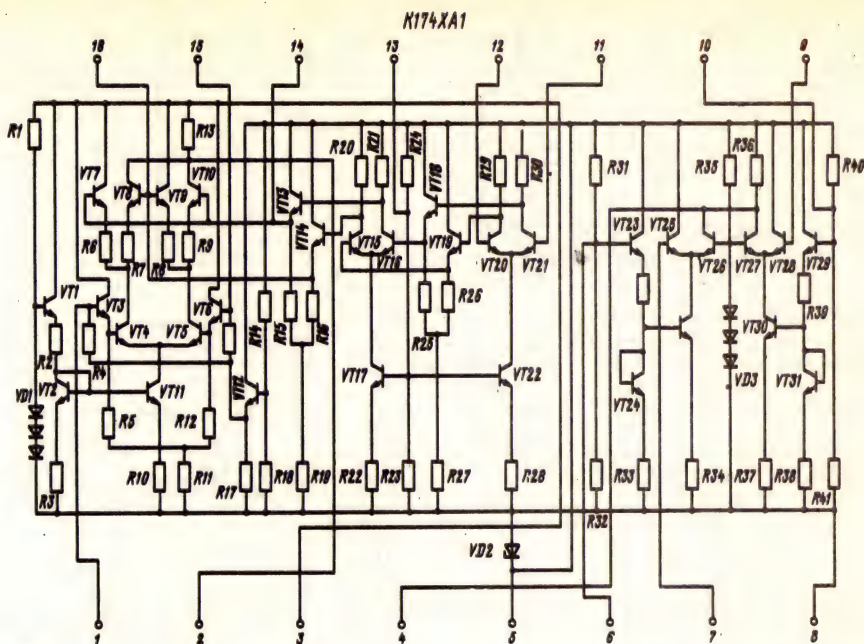 К174ХА1
16 15 14 13 12 11 10 9
R1 R13 R20 R21 R24 VT18 R29 R30 R31 R35 R36 R40
VT7 VT8 VT9 VT10 VT13 VT14 VT15 VT16 VT19 VT20 VT21 VT23 VT25 VT26 VT27 VT28 VT29
R6 R7 R8 R9
VT1 VT3 VT4 VT5 VT6 R14 R15 R16 R25 R26 R39
R2 R4 VT30
VT2 VT11 VT12 VT17 VT22 VT24 VD3 VT31
VD1 R5 R12
R3 R10 R11 R17 R18 R19 R22 R23 R27 R28 R33 R34 R37 R38 R41
R32
VD2
1 2 3 4 5 6 7 8